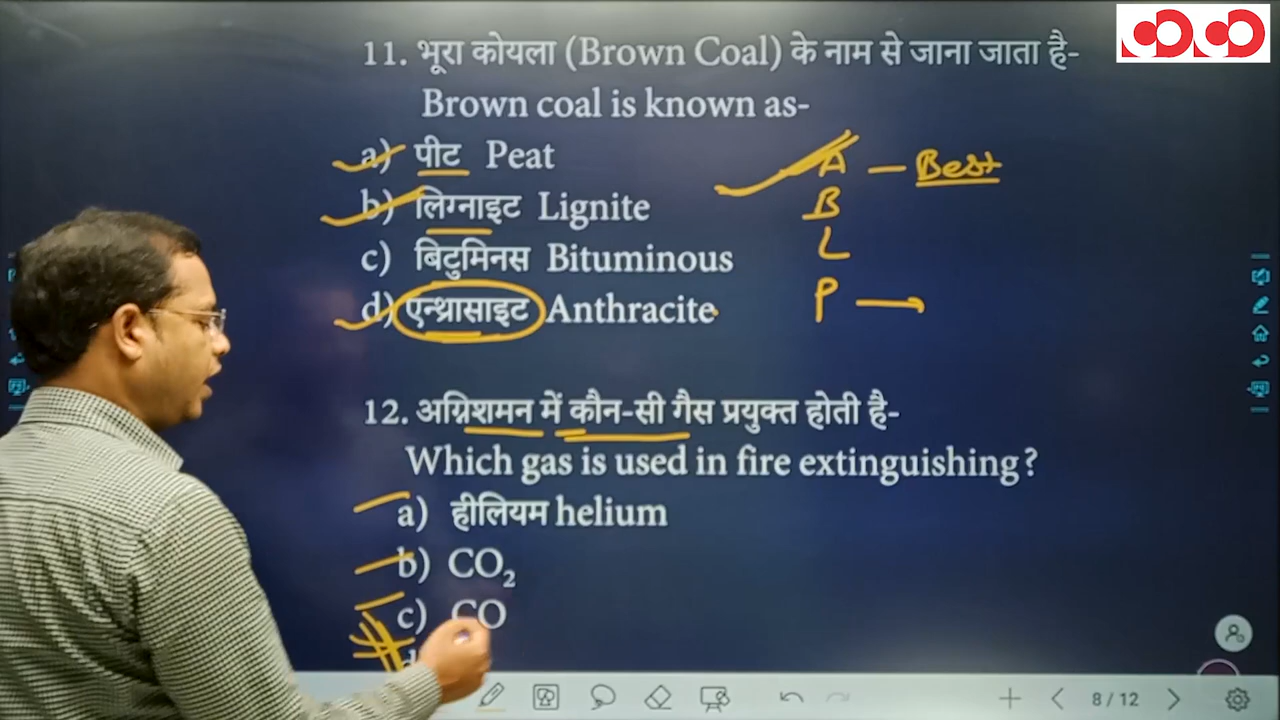 11. भूरा कोयला (Brown Coal) के नाम से जाना जाता है-
Brown coal is known as-
a) पीट Peat
b) लिग्नाइट Lignite
c) बिटुमिनस Bituminous
d) एन्थ्रासाइट Anthracite
A — Best
B
L
P →
12. अग्निशमन में कौन-सी गैस प्रयुक्त होती है-
Which gas is used in fire extinguishing?
a) हीलियम helium
b) CO₂
c) CO
8/12